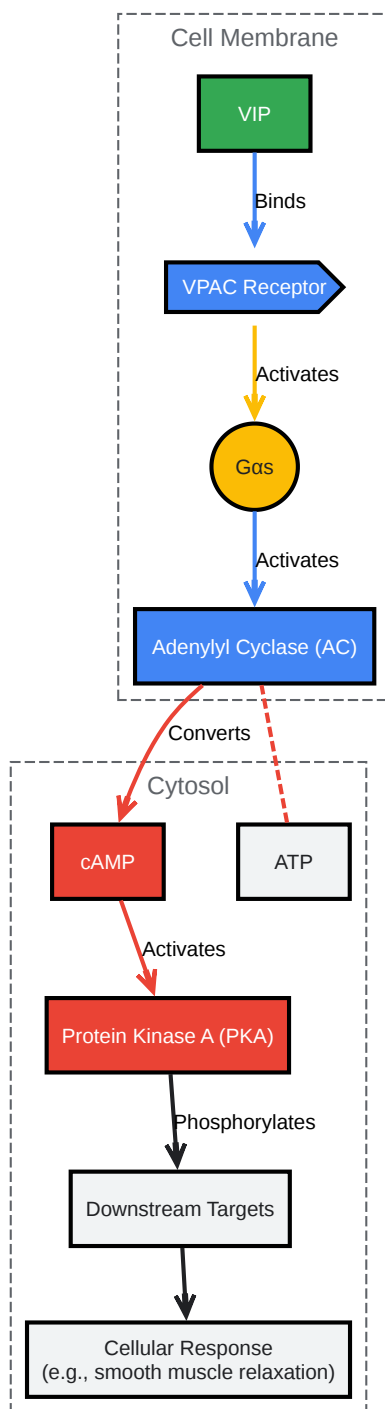 Cell Membrane
VIP
Binds
VPAC Receptor
Activates
Gαs
Activates
Adenylyl Cyclase (AC)
Converts
Cytosol
cAMP
ATP
Activates
Protein Kinase A (PKA)
Phosphorylates
Downstream Targets
Cellular Response
(e.g., smooth muscle relaxation)